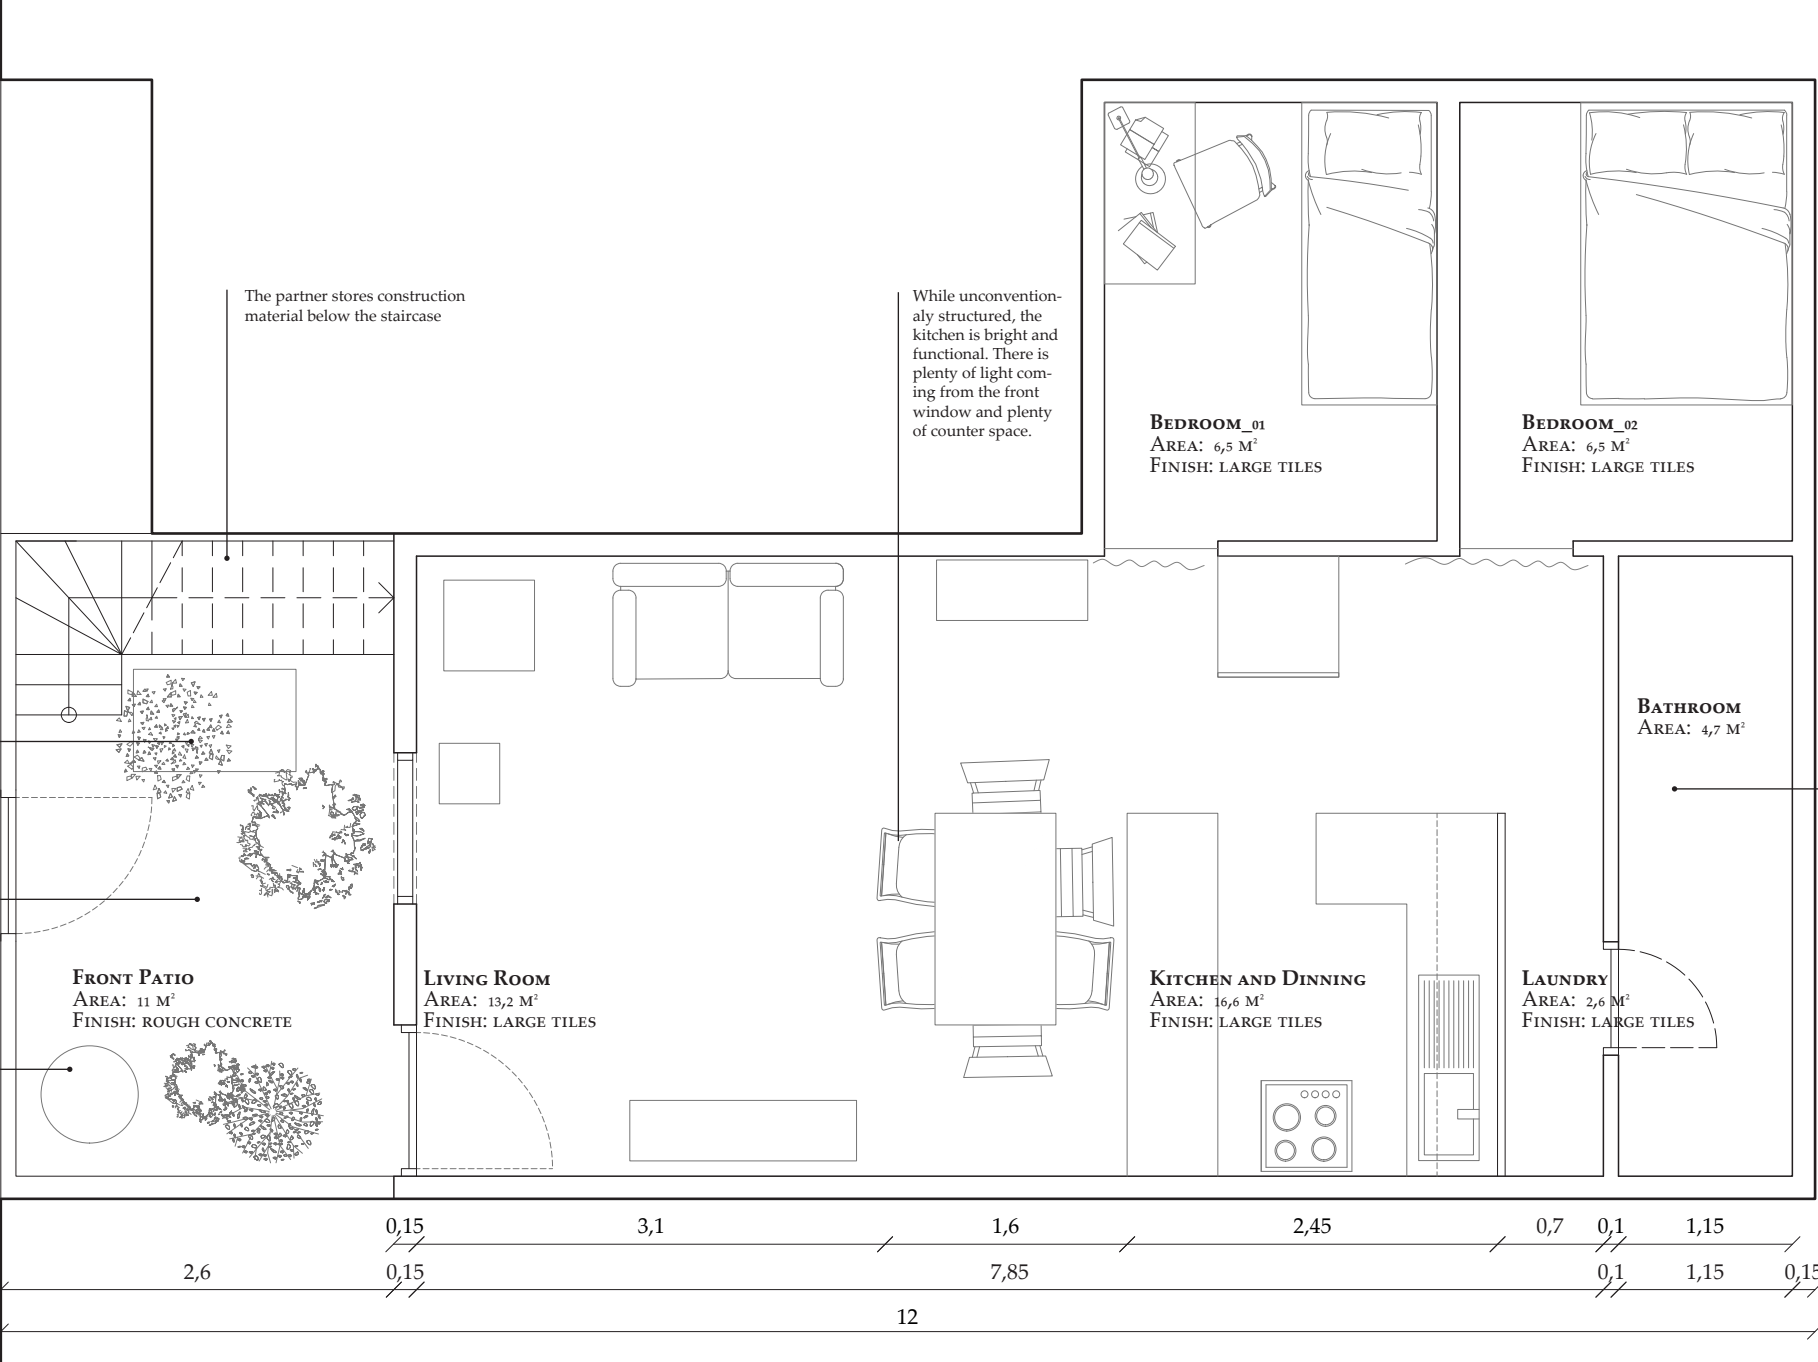 The partner stores construction
material below the staircase
While unconvention-
aly structured, the
kitchen is bright and
functional. There is
plenty of light com-
ing from the front
window and plenty
of counter space.
Bedroom_01
Area: 6,5 m²
Finish: large tiles
Bedroom_02
Area: 6,5 m²
Finish: large tiles
Bathroom
Area: 4,7 m²
Front Patio
Area: 11 m²
Finish: rough concrete
Living Room
Area: 13,2 m²
Finish: large tiles
Kitchen and Dinning
Area: 16,6 m²
Finish: large tiles
Laundry
Area: 2,6 m²
Finish: large tiles
0,15 3,1 1,6 2,45 0,7 0,1 1,15
2,6 0,15 7,85 0,1 1,15 0,15
12